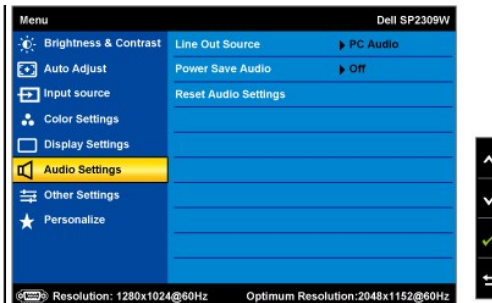 Menu Dell SP2309W
Brightness & Contrast Line Out Source PC Audio
Auto Adjust Power Save Audio Off
Input source Reset Audio Settings
Color Settings
Display Settings
Audio Settings
Other Settings
Personalize
Resolution: 1280x1024@60Hz Optimum Resolution:2048x1152@60Hz